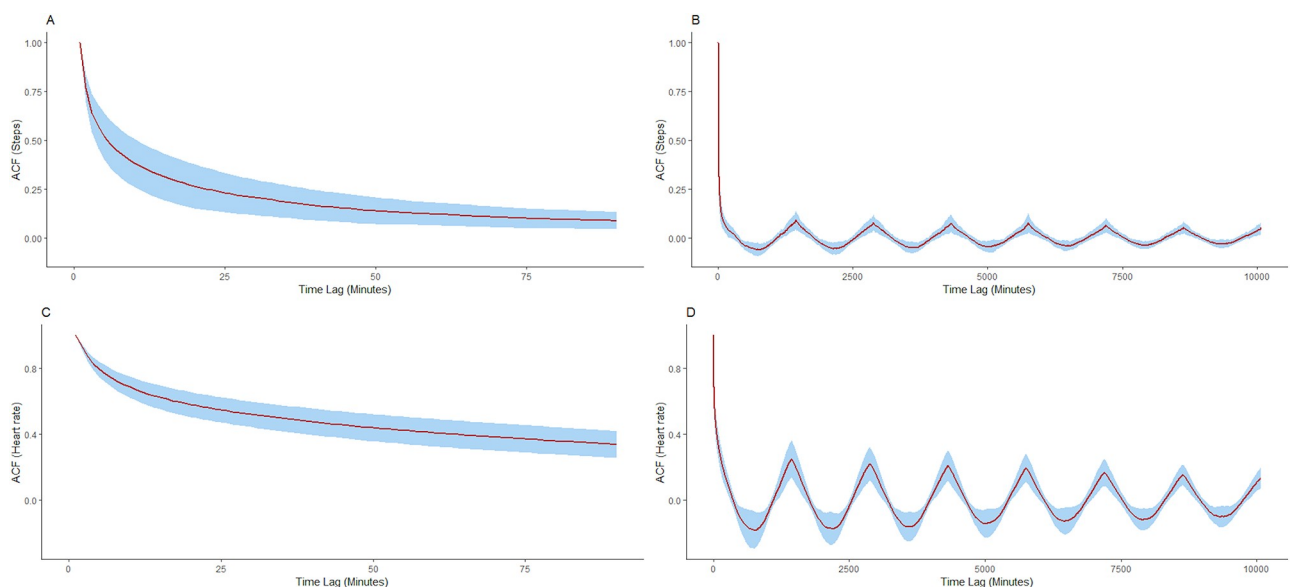 A
ACF (Steps)
1.00
0.75
0.50
0.25
0.00
0
25
50
75
Time Lag (Minutes)
B
ACF (Steps)
1.00
0.75
0.50
0.25
0.00
0
2500
5000
7500
10000
Time Lag (Minutes)
C
ACF (Heart rate)
0.8
0.4
0.0
0
25
50
75
Time Lag (Minutes)
D
ACF (Heart rate)
0.8
0.4
0.0
0
2500
5000
7500
10000
Time Lag (Minutes)